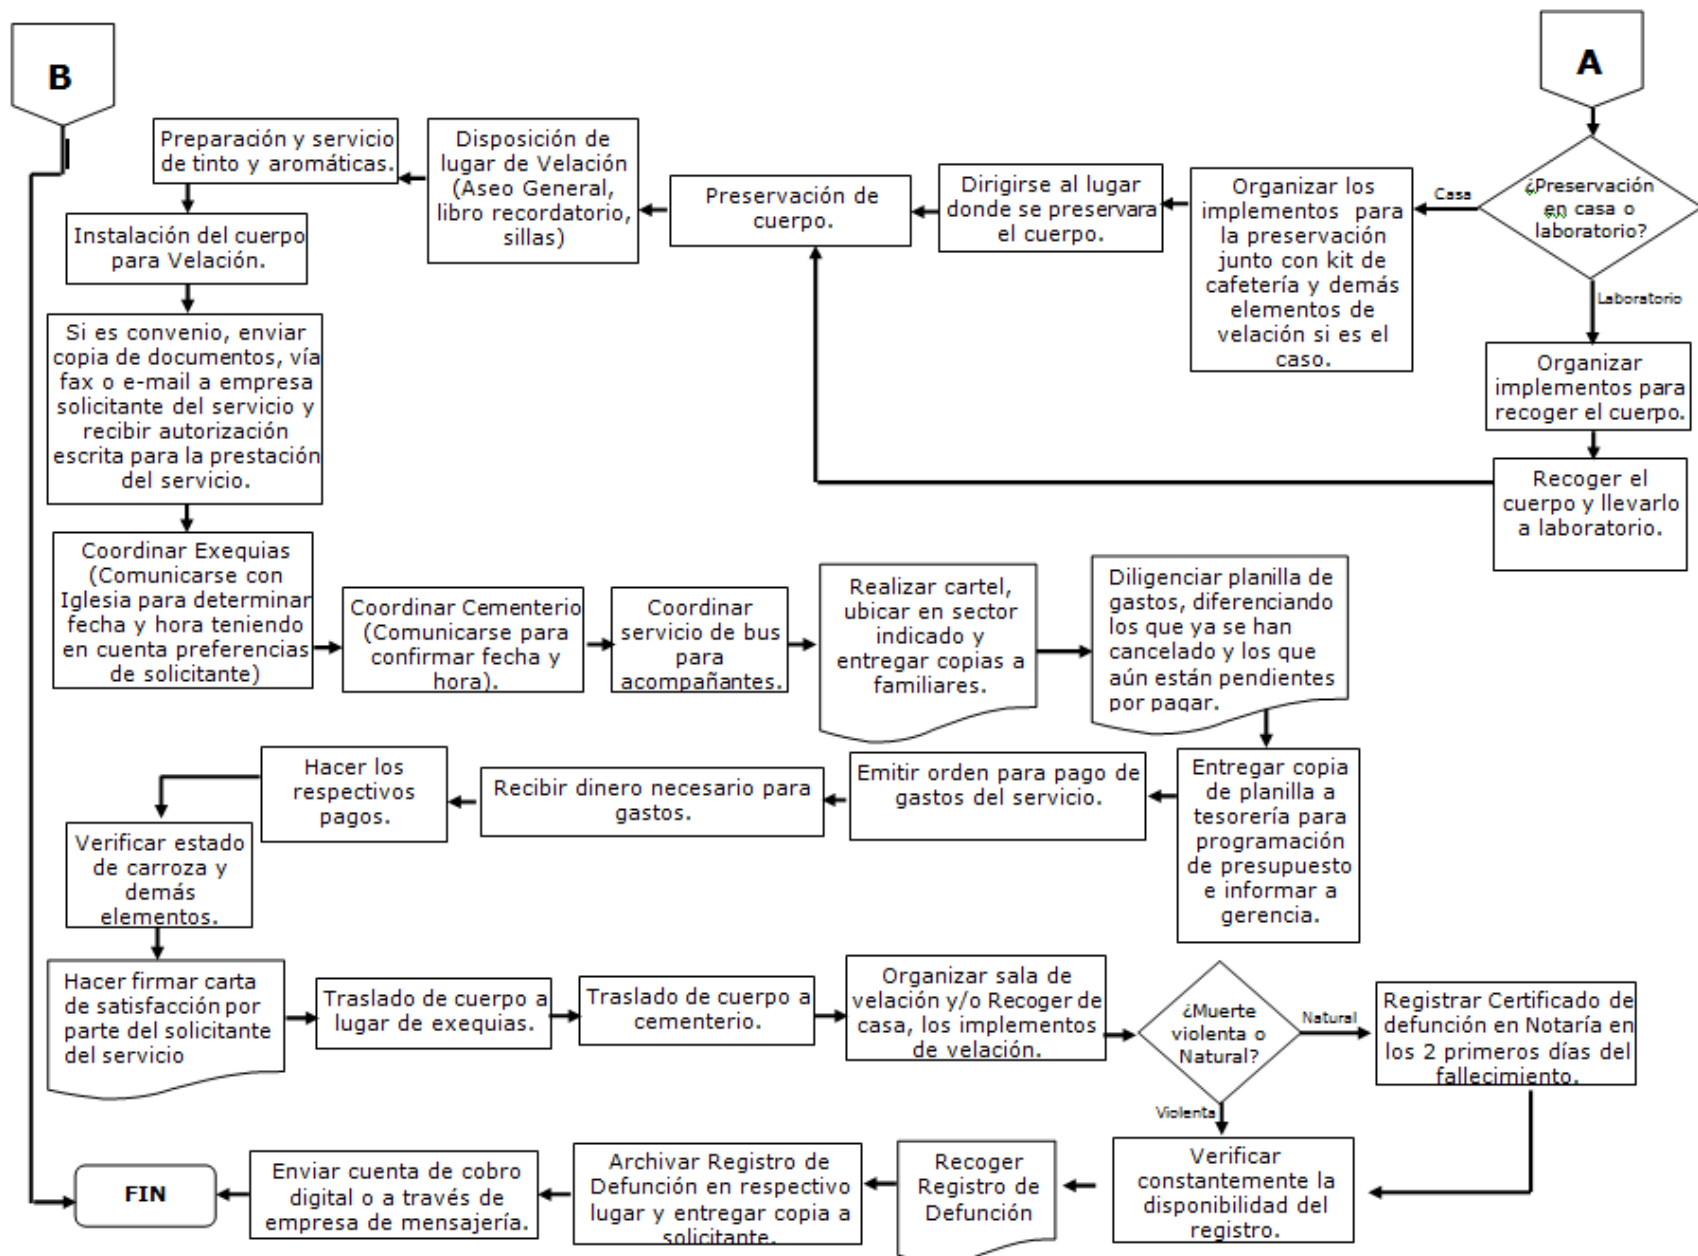 B
A
¿Preservación
en casa o
laboratorio?
Casa
Laboratorio
Organizar los
implementos para
la preservación
junto con kit de
cafetería y demás
elementos de
velación si es el
caso.
Dirigirse al lugar
donde se preservara
el cuerpo.
Preservación de
cuerpo.
Disposición de
lugar de Velación
(Aseo General,
libro recordatorio,
sillas)
Preparación y servicio
de tinto y aromáticas.
Instalación del cuerpo
para Velación.
Organizar
implementos para
recoger el cuerpo.
Recoger el
cuerpo y llevarlo
a laboratorio.
Si es convenio, enviar
copia de documentos, vía
fax o e-mail a empresa
solicitante del servicio y
recibir autorización
escrita para la prestación
del servicio.
Coordinar Exequias
(Comunicarse con
Iglesia para determinar
fecha y hora teniendo
en cuenta preferencias
de solicitante)
Coordinar Cementerio
(Comunicarse para
confirmar fecha y
hora).
Coordinar
servicio de bus
para
acompañantes.
Realizar cartel,
ubicar en sector
indicado y
entregar copias a
familiares.
Diligenciar planilla de
gastos, diferenciando
los que ya se han
cancelado y los que
aún están pendientes
por pagar.
Entregar copia
de planilla a
tesorería para
programación
de presupuesto
e informar a
gerencia.
Emitir orden para pago de
gastos del servicio.
Recibir dinero necesario para
gastos.
Hacer los
respectivos
pagos.
Verificar estado
de carroza y
demás
elementos.
Hacer firmar carta
de satisfacción por
parte del solicitante
del servicio
Traslado de cuerpo a
lugar de exequias.
Traslado de cuerpo a
cementerio.
Organizar sala de
velación y/o Recoger de
casa, los implementos
de velación.
¿Muerte
violenta o
Natural?
Natural
Violenta
Registrar Certificado de
defunción en Notaría en
los 2 primeros días del
fallecimiento.
Verificar
constantemente la
disponibilidad del
registro.
Recoger
Registro de
Defunción
Archivar Registro de
Defunción en respectivo
lugar y entregar copia a
solicitante.
Enviar cuenta de cobro
digital o a través de
empresa de mensajería.
FIN